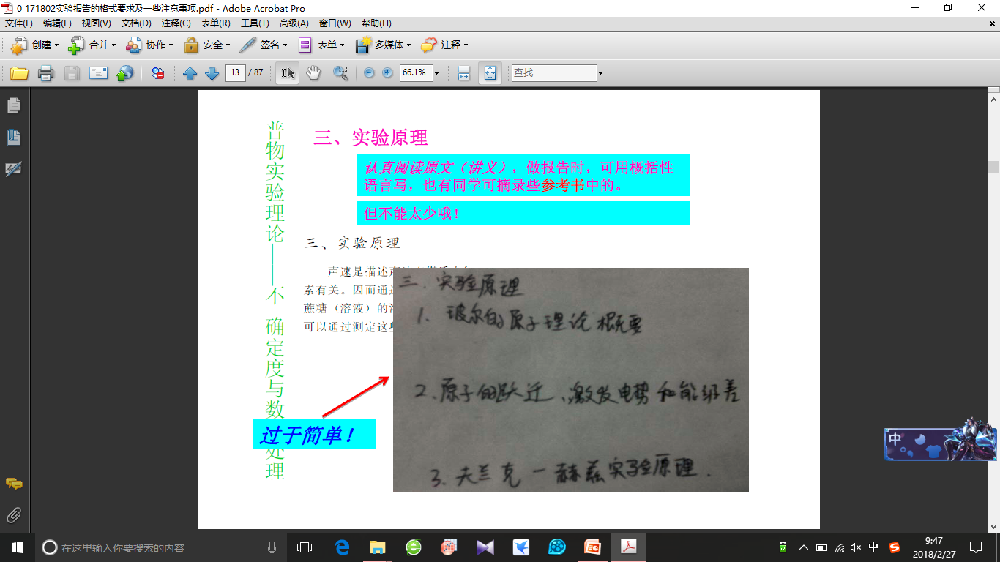 0 171802实验报告的格式要求及一些注意事项.pdf - Adobe Acrobat Pro
文件(F) 编辑(E) 视图(V) 文档(D) 注释(C) 表单(R) 工具(T) 高级(A) 窗口(W) 帮助(H)
创建 合并 协作 安全 签名 表单 多媒体 注释
13 / 87 66.1% 查找
普物实验理论——不 确定度与数
处理
三、实验原理
认真阅读原文（讲义），做报告时，可用概括性
语言写，也有同学可摘录些参考书中的。
但不能太少哦！
三、实验原理
声速是描述
素有关。因而通
蔗糖（溶液）的
可以通过测定这些
三. 实验原理
1. 玻尔的原子理论概要
2. 原子的跃迁、激发电势和能级差
3. 夫兰克一赫兹实验原理.
过于简单！
中
在这里输入你要搜索的内容
中
9:47
2018/2/27